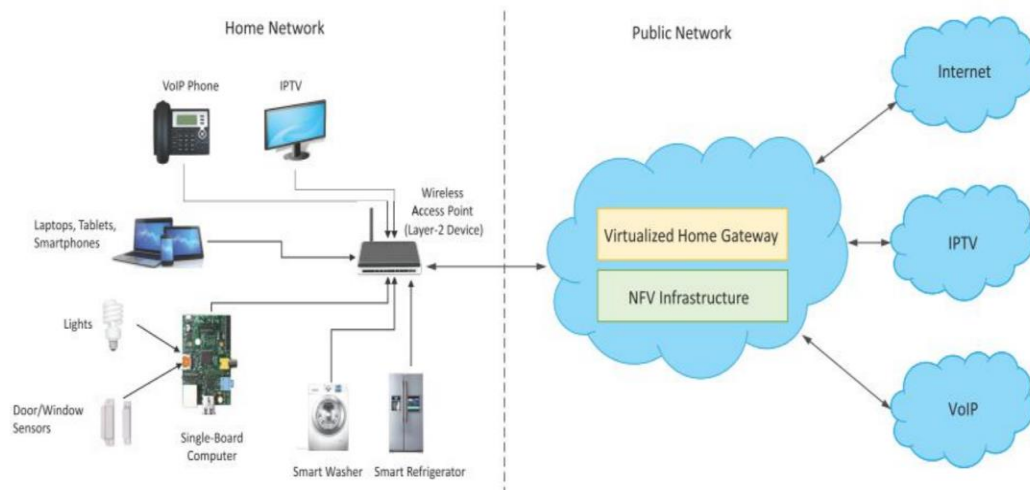 Home Network
Public Network
VoIP Phone
IPTV
Wireless
Access Point
(Layer-2 Device)
Laptops, Tablets,
Smartphones
Lights
Door/Window
Sensors
Single-Board
Computer
Smart Washer
Smart Refrigerator
Virtualized Home Gateway
NFV Infrastructure
Internet
IPTV
VoIP